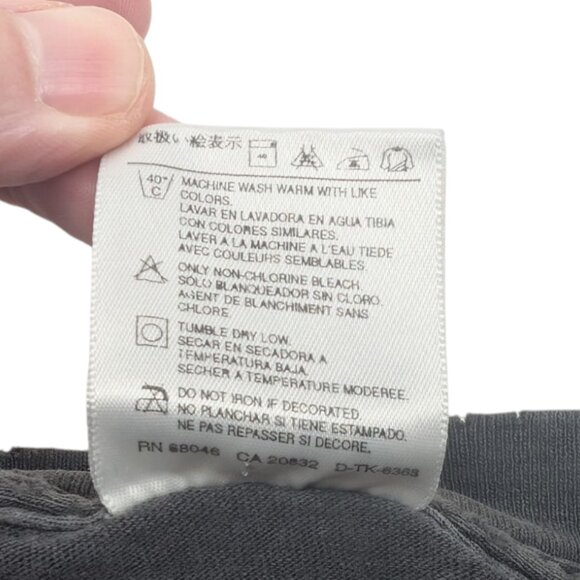 取扱い絵表示 40
40° C MACHINE WASH WARM WITH LIKE
COLORS.
LAVAR EN LAVADORA EN AGUA TIBIA
CON COLORES SIMILARES.
LAVER A LA MACHINE A L'EAU TIEDE
AVEC COULEURS SEMBLABLES.
ONLY NON-CHLORINE BLEACH.
SOLO BLANQUEADOR SIN CLORO.
AGENT DE BLANCHIMENT SANS
CHLORE.
TUMBLE DRY LOW.
SECAR EN SECADORA A
TEMPERATURA BAJA.
SECHER A TEMPERATURE MODEREE.
DO NOT IRON IF DECORATED.
NO PLANCHAR SI TIENE ESTAMPADO.
NE PAS REPASSER SI DECORE.
RN 68046 CA 20832 D-TK-6363